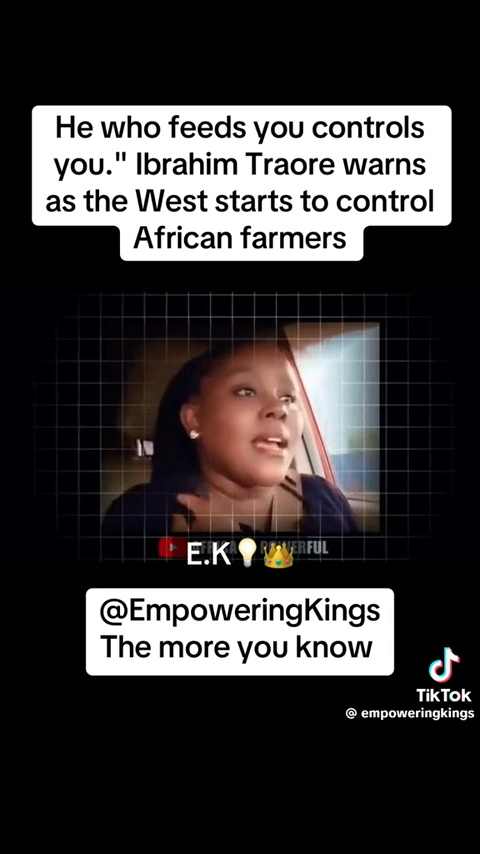 He who feeds you controls
you." Ibrahim Traore warns
as the West starts to control
African farmers
E.K💡👑
@EmpoweringKings
The more you know
TikTok
@ empoweringkings